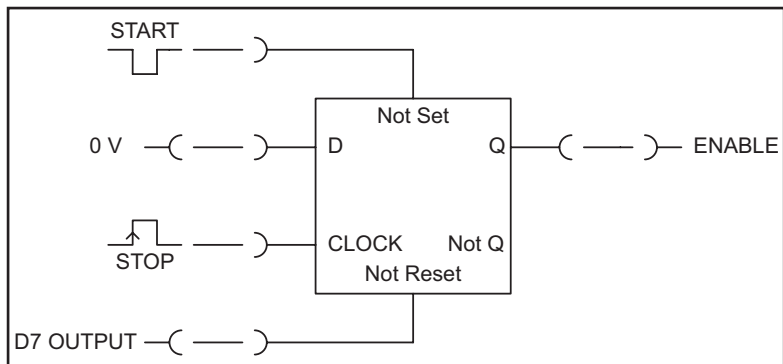 START
Not Set
0 V
D
Q
ENABLE
CLOCK
Not Q
STOP
Not Reset
D7 OUTPUT